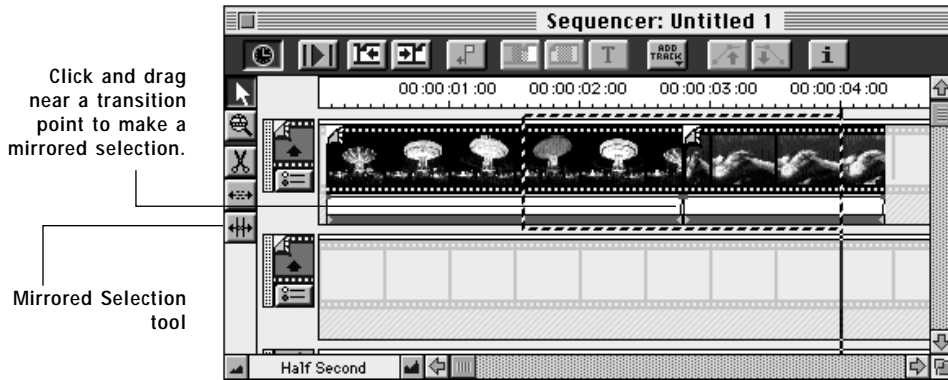 Sequencer: Untitled 1
T
ADD
TRACK
i
00:00:01:00 00:00:02:00 00:00:03:00 00:00:04:00
Click and drag
near a transition
point to make a
mirrored selection.
Mirrored Selection
tool
Half Second